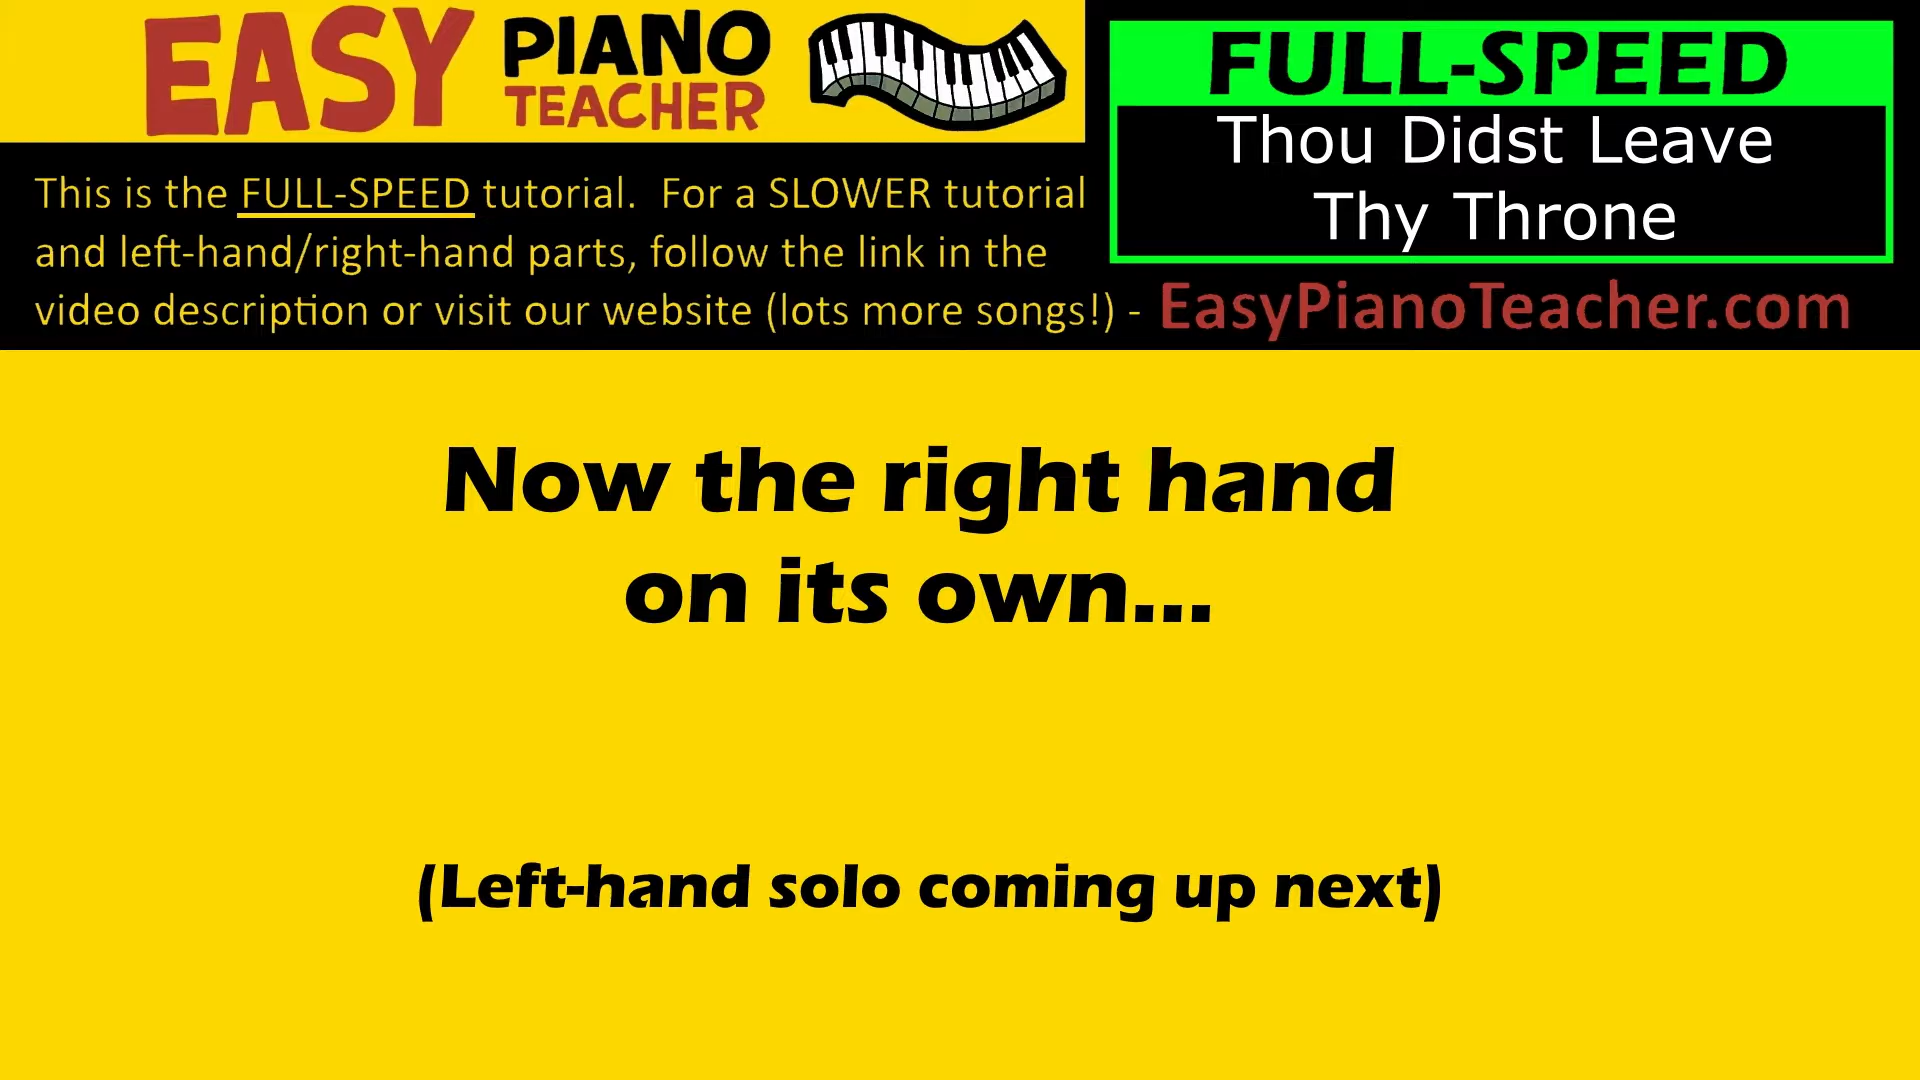 EASY PIANO TEACHER
FULL-SPEED
Thou Didst Leave
Thy Throne
This is the FULL-SPEED tutorial. For a SLOWER tutorial
and left-hand/right-hand parts, follow the link in the
video description or visit our website (lots more songs!) - EasyPianoTeacher.com
Now the right hand
on its own...
(Left-hand solo coming up next)